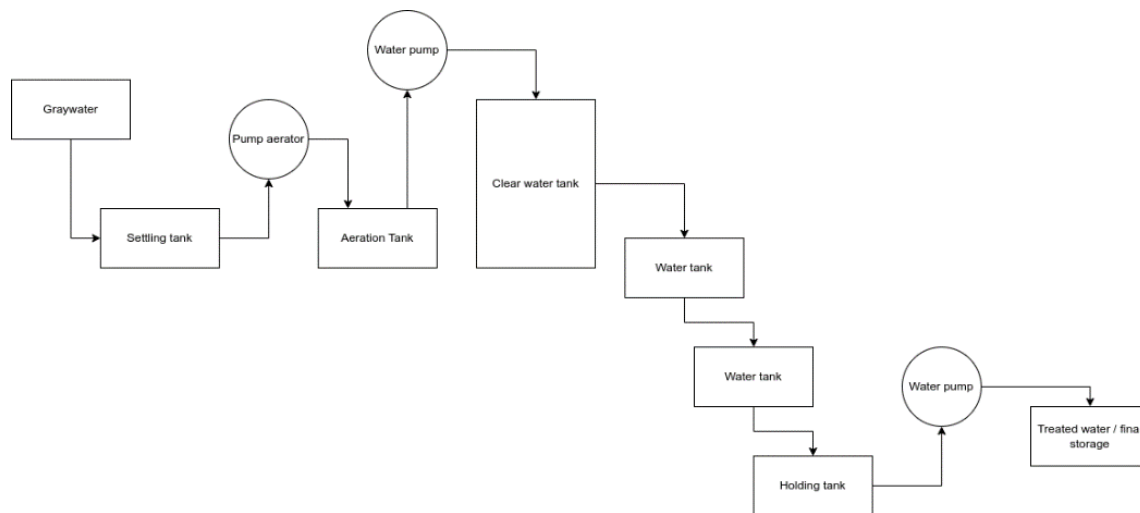 Graywater
Settling tank
Pump aerator
Aeration Tank
Water pump
Clear water tank
Water tank
Water tank
Holding tank
Water pump
Treated water / fina
storage